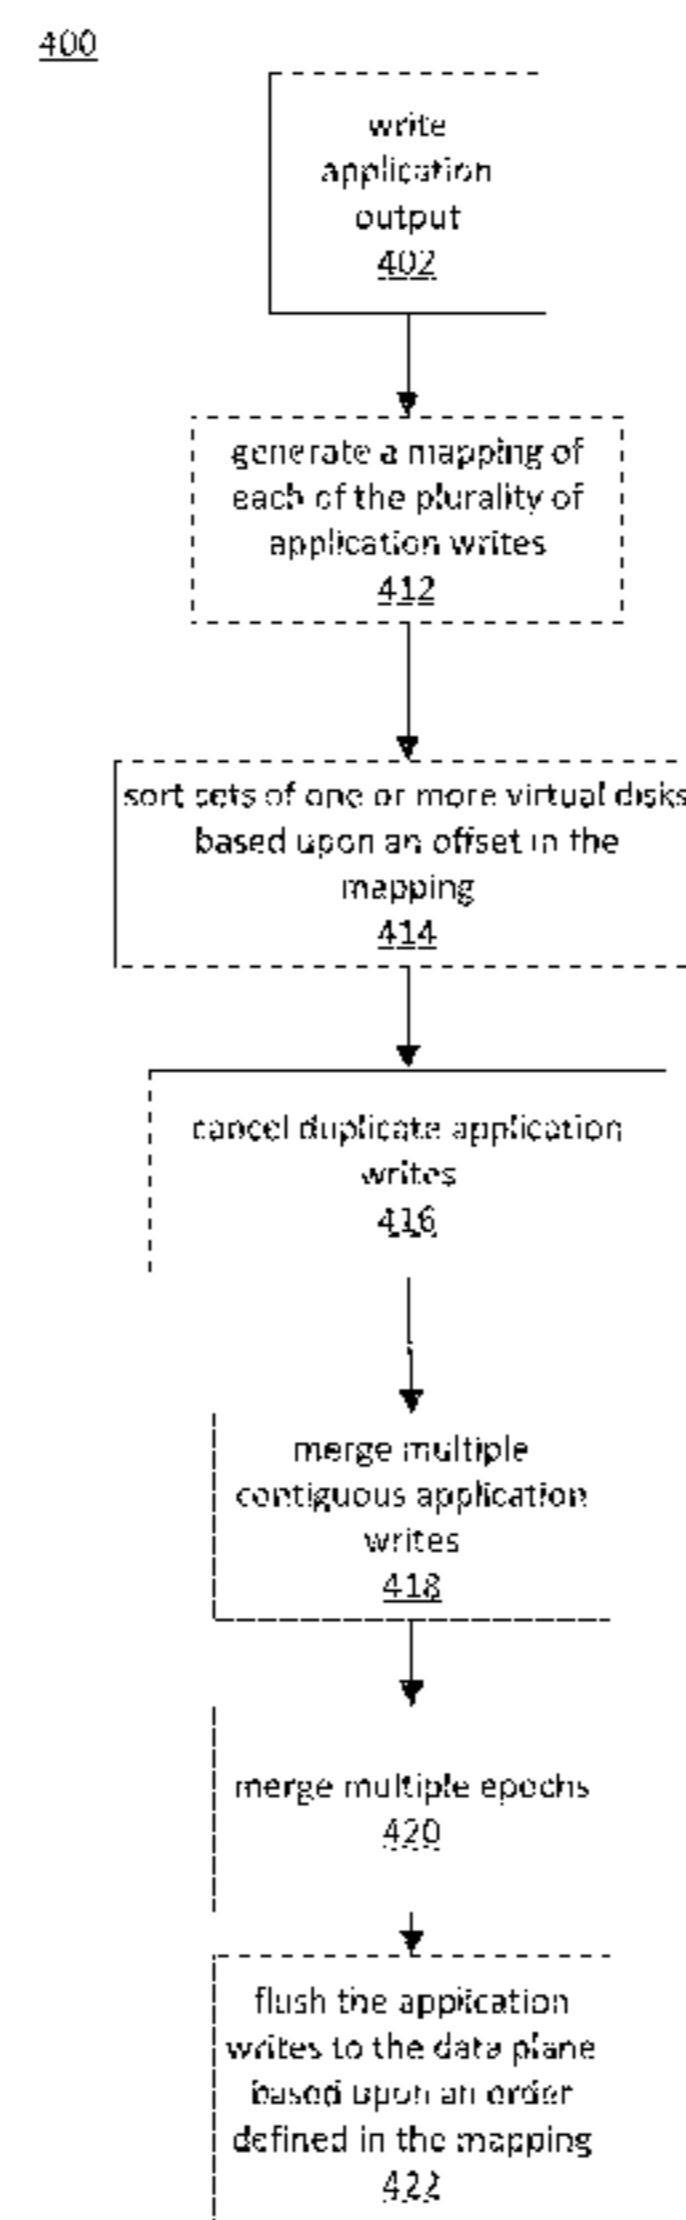 400
write
application
output
402
generate a mapping of
each of the plurality of
application writes
412
sort sets of one or more virtual disks
based upon an offset in the
mapping
414
cancel duplicate application
writes
416
merge multiple
contiguous application
writes
418
merge multiple epochs
420
flush the application
writes to the data plane
based upon an order
defined in the mapping
422